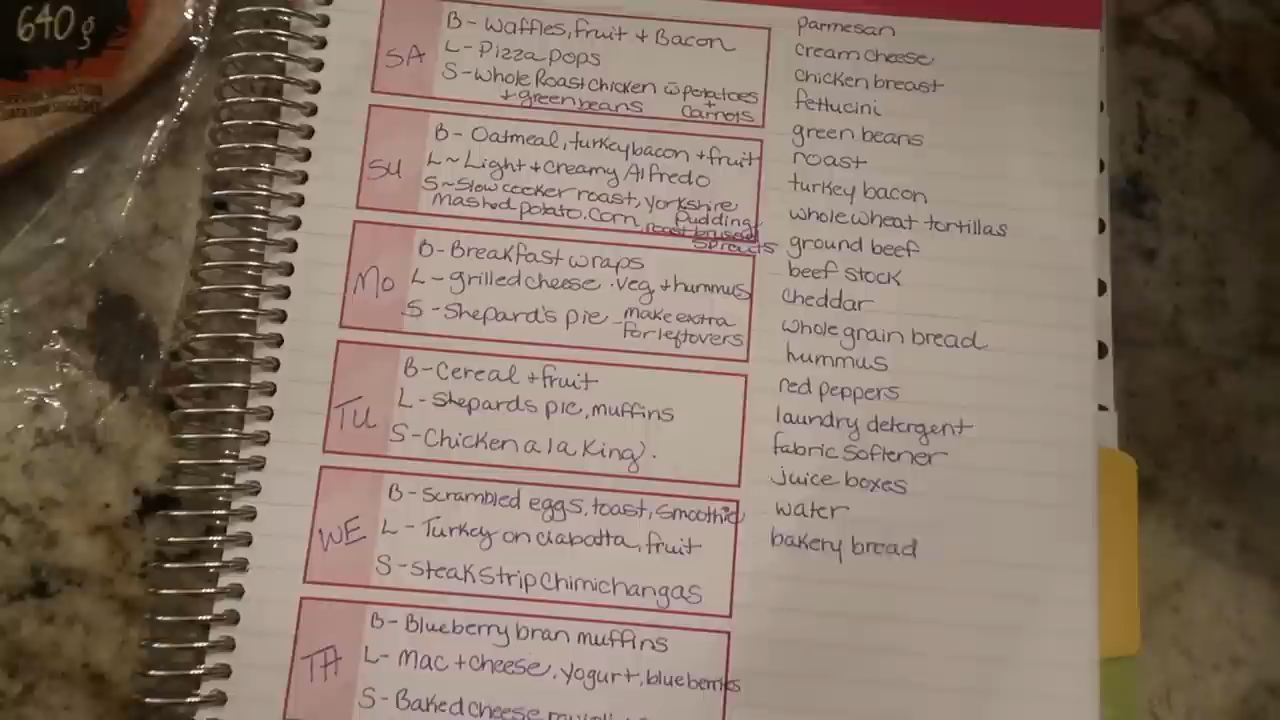 640g
SA
B - Waffles, fruit + Bacon
L - Pizza pops
S - Whole Roast chicken w potatoes
+ green beans + carrots
SU
B - Oatmeal, turkey bacon + fruit
L ~ Light + creamy Alfredo
S ~ Slow cooker roast, yorkshire
mashed potato, corn, pudding
roast brussel
sprouts
MO
B - Breakfast wraps
L - grilled cheese · veg + hummus
S - Shepard's pie - make extra
for leftovers
TU
B - Cereal + fruit
L - Shepards pie, muffins
S - Chicken a la King).
WE
B - Scrambled eggs, toast, smoothie
L - Turkey on ciabatta, fruit
S - Steak Strip Chimichangas
TH
B - Blueberry bran muffins
L - Mac + cheese, yogurt, blueberries
S - Baked cheese
parmesan
cream cheese
chicken breast
fettucini
green beans
roast
turkey bacon
whole wheat tortillas
ground beef
beef stock
cheddar
whole grain bread
hummus
red peppers
laundry detergent
fabric softener
juice boxes
water
bakery bread